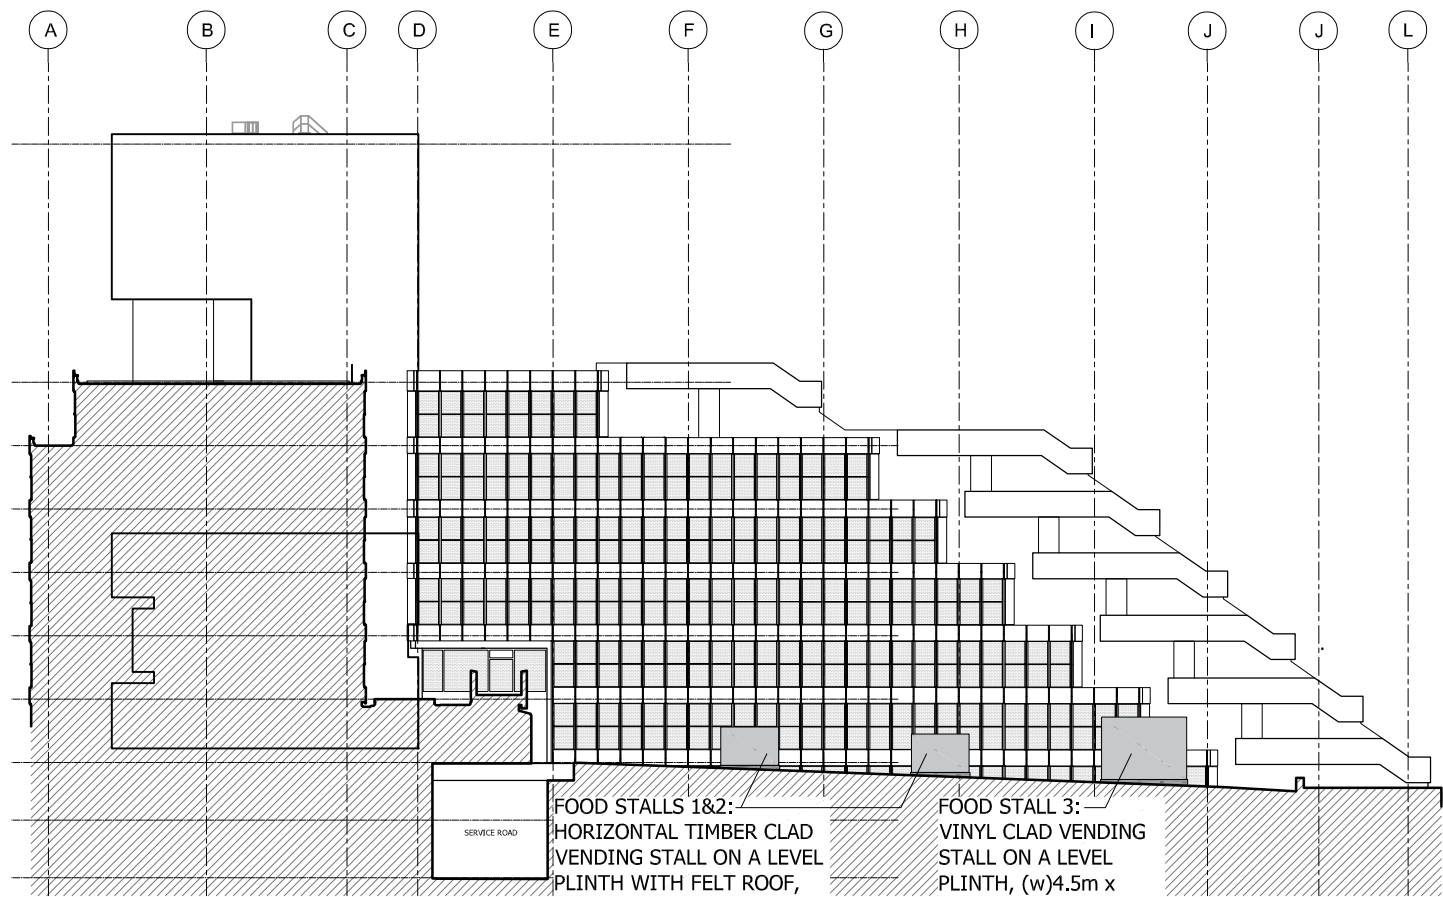 A B C D E F G H I J J L
SERVICE ROAD
FOOD STALLS 1&2:
HORIZONTAL TIMBER CLAD
VENDING STALL ON A LEVEL
PLINTH WITH FELT ROOF,
FOOD STALL 3:
VINYL CLAD VENDING
STALL ON A LEVEL
PLINTH, (w)4.5m x